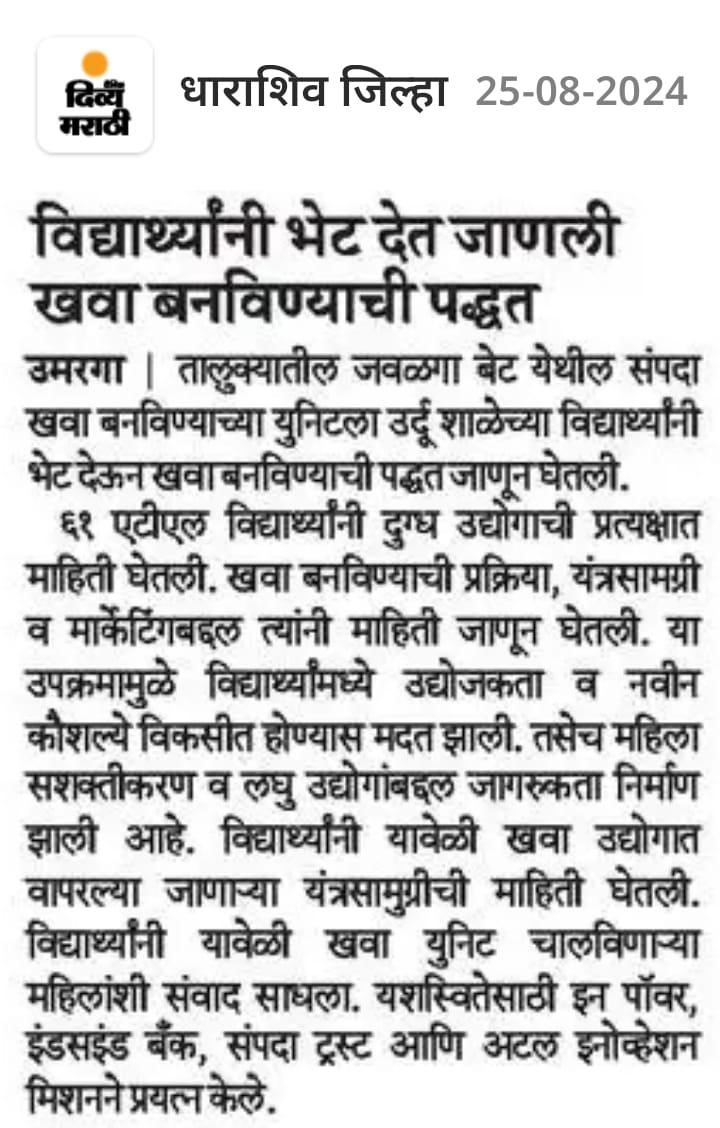 दिव्य
मराठी
धाराशिव जिल्हा 25-08-2024
विद्यार्थ्यांनी भेट देत जाणली
खवा बनविण्याची पद्धत
उमरगा | तालुक्यातील जवळगा बेट येथील संपदा
खवा बनविण्याच्या युनिटला उर्दू शाळेच्या विद्यार्थ्यांनी
भेट देऊन खवा बनविण्याची पद्धत जाणून घेतली.
६१ एटीएल विद्यार्थ्यांनी दुग्ध उद्योगाची प्रत्यक्षात
माहिती घेतली. खवा बनविण्याची प्रक्रिया, यंत्रसामग्री
व मार्केटिंगबद्दल त्यांनी माहिती जाणून घेतली. या
उपक्रमामुळे विद्यार्थ्यांमध्ये उद्योजकता व नवीन
कौशल्ये विकसीत होण्यास मदत झाली. तसेच महिला
सशक्तीकरण व लघु उद्योगांबद्दल जागरुकता निर्माण
झाली आहे. विद्यार्थ्यांनी यावेळी खवा उद्योगात
वापरल्या जाणाऱ्या यंत्रसामुग्रीची माहिती घेतली.
विद्यार्थ्यांनी यावेळी खवा युनिट चालविणाऱ्या
महिलांशी संवाद साधला. यशस्वितेसाठी इन पॉवर,
इंडसइंड बँक, संपदा ट्रस्ट आणि अटल इनोव्हेशन
मिशनने प्रयत्न केले.